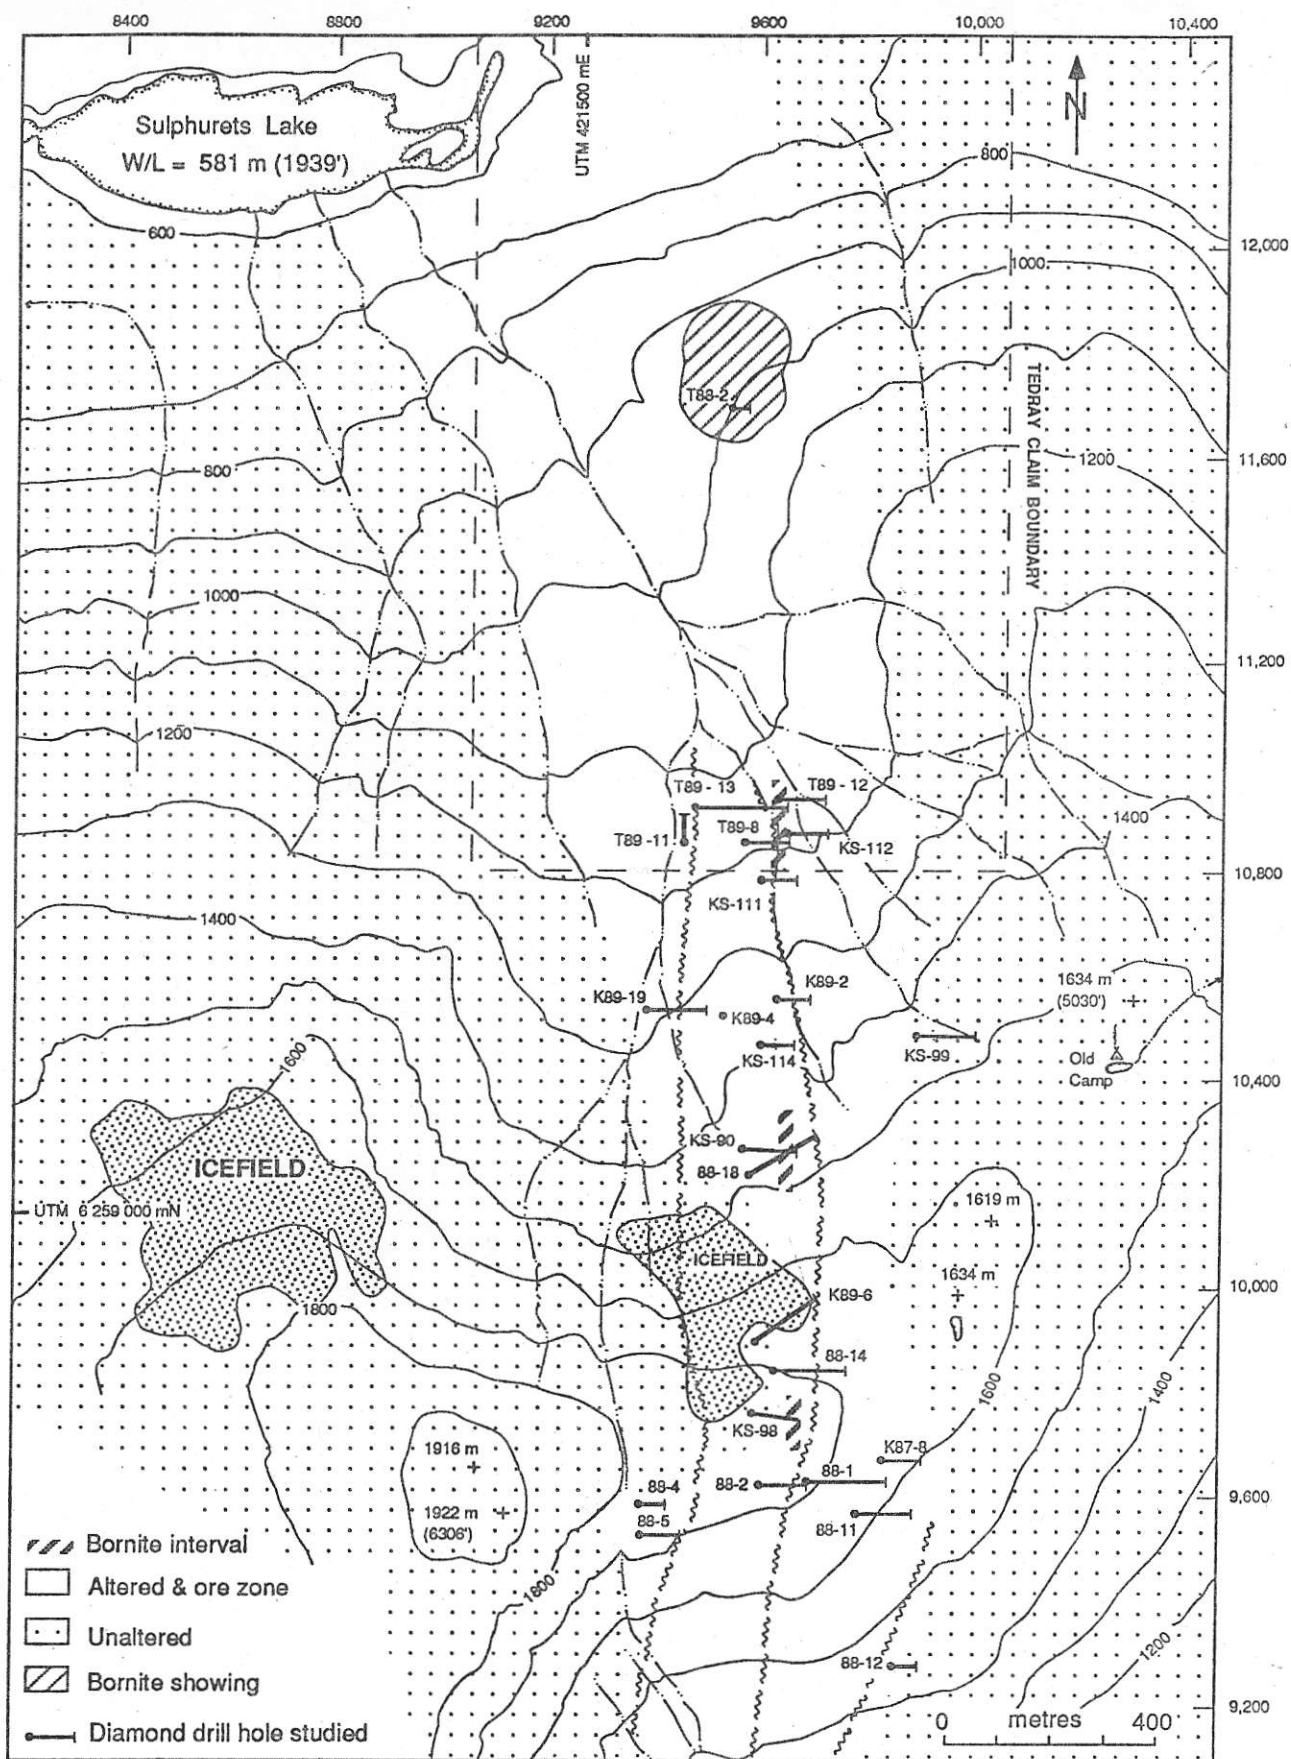 8400 8800 9200 9600 10,000 10,400
UTM 421500 mE
N
Sulphurets Lake
W/L = 581 m (1939')
800
600
12,000
1000
T88-2
TEDRAY CLAIM BOUNDARY
11,600
1200
800
1000
11,200
1200
T89 - 13
T89 - 12
1400
T89 -11
T89-8
KS-112
10,800
KS-111
1400
1634 m
(5030')
K89-2
K89-19
K89-4
KS-114
KS-99
Old
Camp
1600
10,400
KS-90
88-18
ICEFIELD
1619 m
UTM 6 259 000 mN
ICEFIELD
1634 m
10,000
K89-6
1800
88-14
1600
1400
KS-98
1916 m
K87-8
88-1
88-4
88-2
9,600
1922 m
(6306')
88-5
88-11
Bornite interval
Altered & ore zone
1800
Unaltered
1200
88-12
Bornite showing
9,200
Diamond drill hole studied
0 metres 400